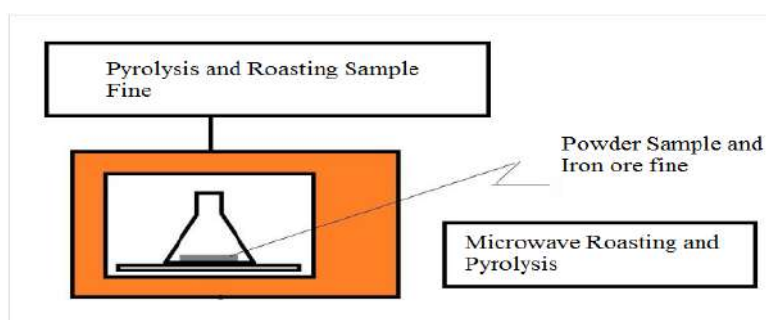 Pyrolysis and Roasting Sample
Fine
Powder Sample and
Iron ore fine
Microwave Roasting and
Pyrolysis